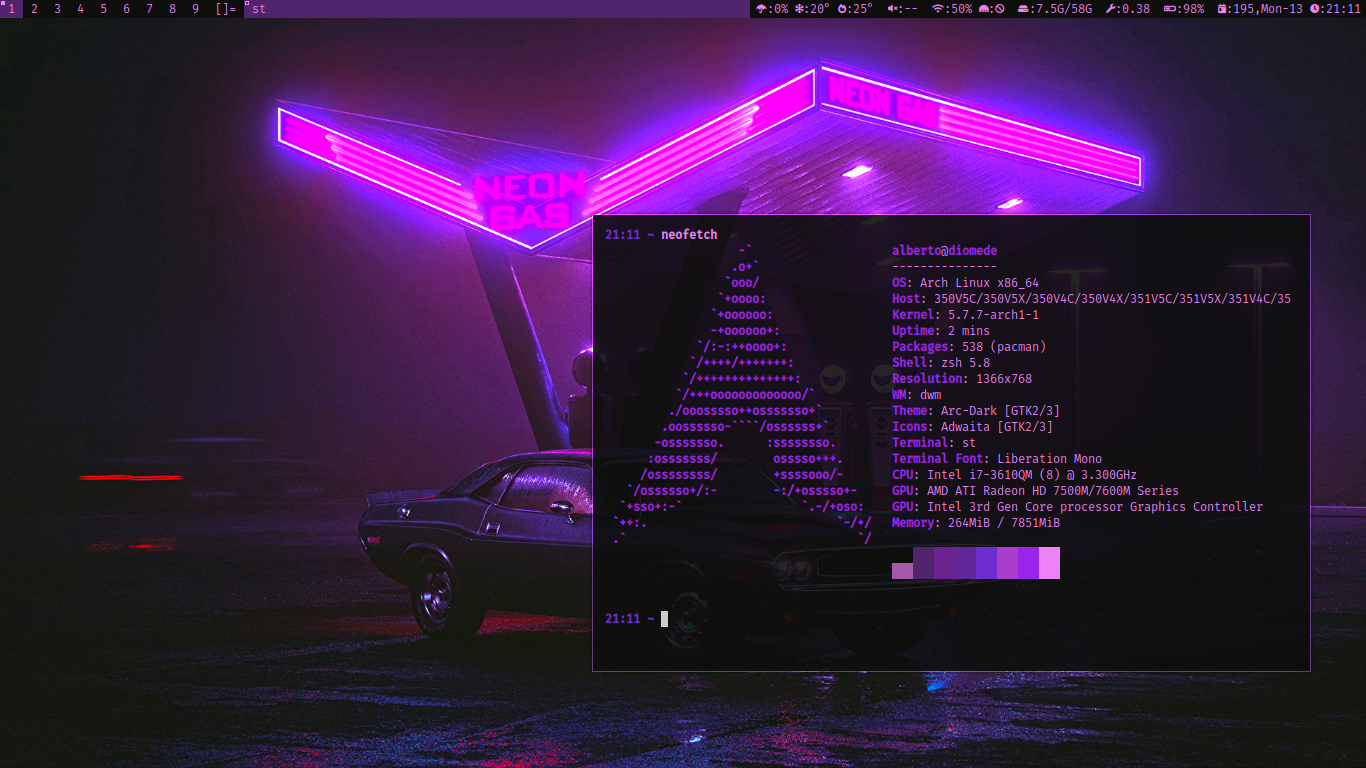 1 2 3 4 5 6 7 8 9 []= st :0% :20° :25° :-- :50% : :7.5G/58G :0.38 :98% :195,Mon-13 :21:11
NEON GAS
NEON
GAS
21:11 ~ neofetch
alberto@diomede
---------------
OS: Arch Linux x86_64
Host: 350V5C/350V5X/350V4C/350V4X/351V5C/351V5X/351V4C/35
Kernel: 5.7.7-arch1-1
Uptime: 2 mins
Packages: 538 (pacman)
Shell: zsh 5.8
Resolution: 1366x768
WM: dwm
Theme: Arc-Dark [GTK2/3]
Icons: Adwaita [GTK2/3]
Terminal: st
Terminal Font: Liberation Mono
CPU: Intel i7-3610QM (8) @ 3.300GHz
GPU: AMD ATI Radeon HD 7500M/7600M Series
GPU: Intel 3rd Gen Core processor Graphics Controller
Memory: 264MiB / 7851MiB
21:11 ~